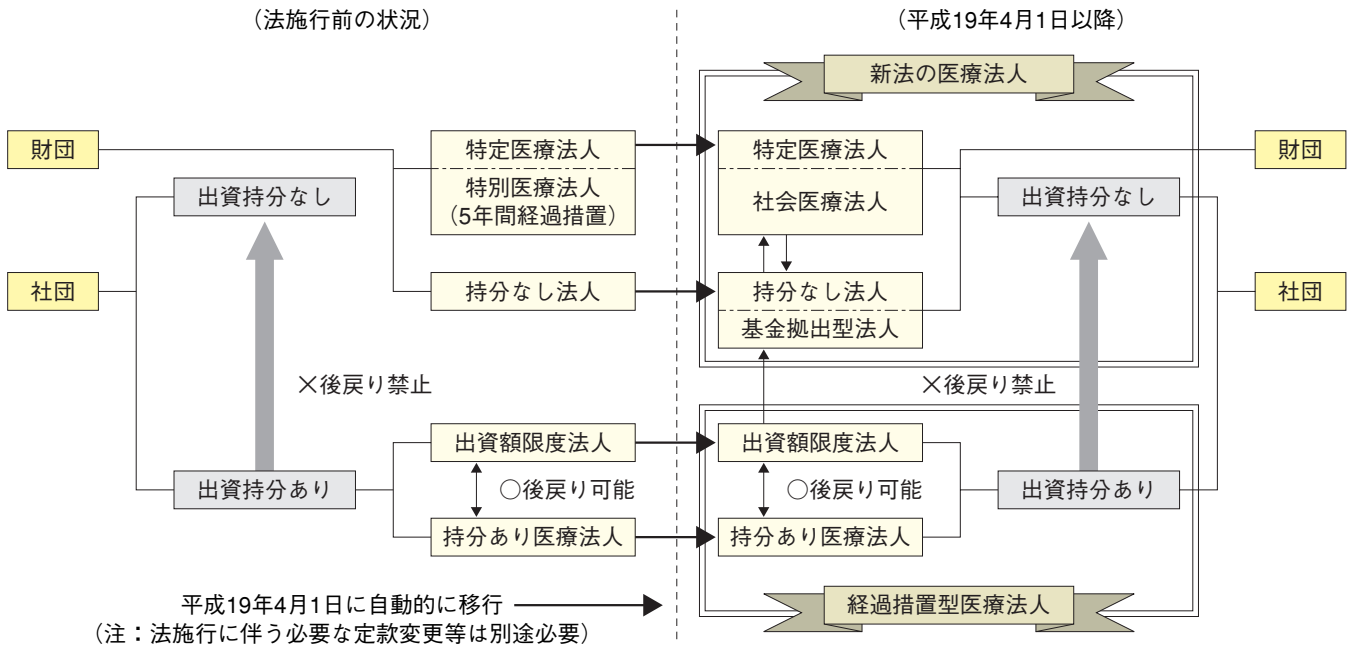 （法施行前の状況）
（平成19年4月1日以降）
新法の医療法人
財団
特定医療法人
特別医療法人
（5年間経過措置）
特定医療法人
社会医療法人
財団
出資持分なし
出資持分なし
社団
持分なし法人
持分なし法人
基金拠出型法人
社団
×後戻り禁止
×後戻り禁止
出資額限度法人
出資額限度法人
出資持分あり
○後戻り可能
○後戻り可能
出資持分あり
持分あり医療法人
持分あり医療法人
平成19年4月1日に自動的に移行
（注：法施行に伴う必要な定款変更等は別途必要）
経過措置型医療法人